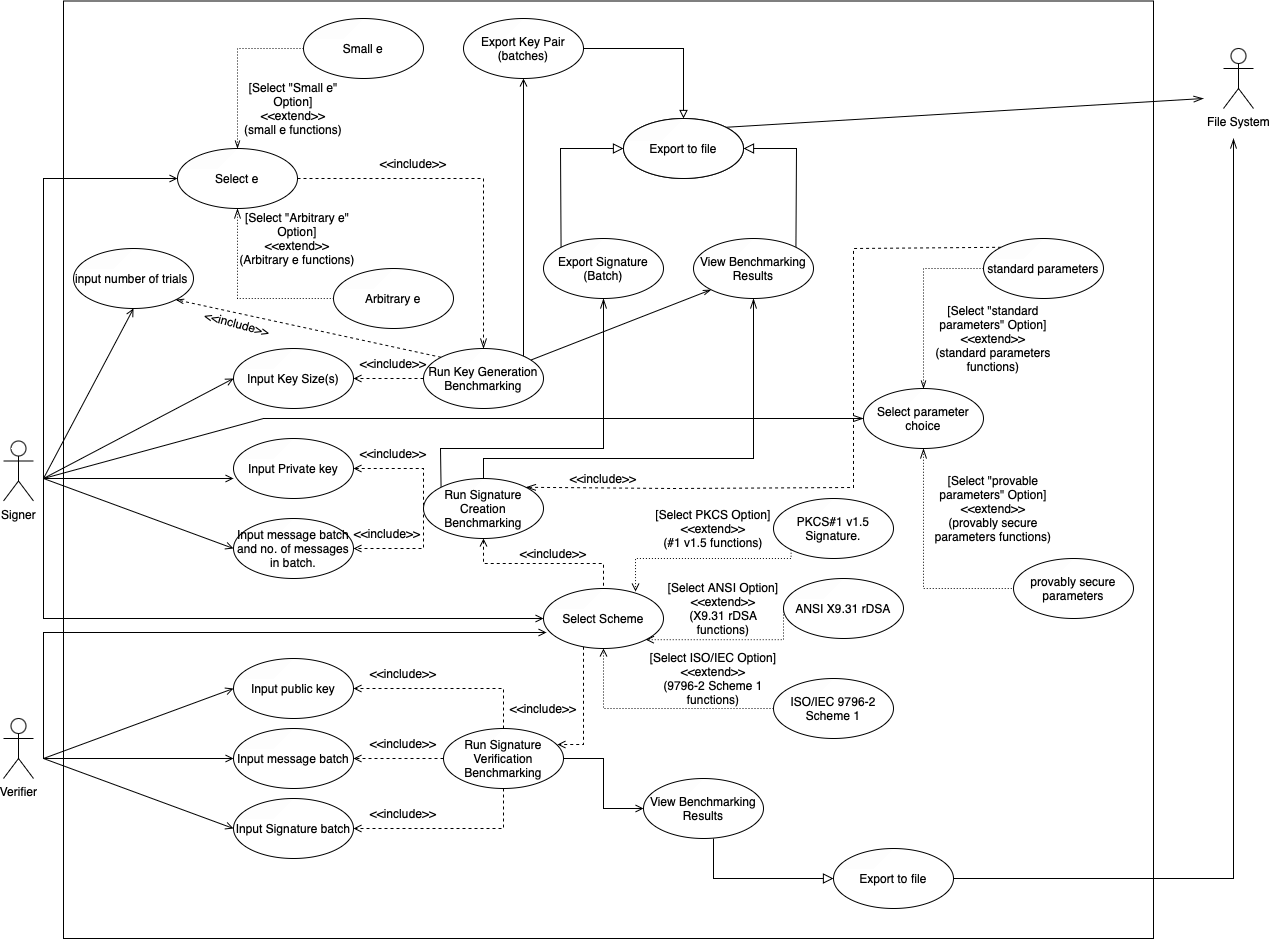 Small e
Export Key Pair
(batches)
[Select "Small e"
Option]
<<extend>>
(small e functions)
File System
Export to file
<<include>>
Select e
[Select "Arbitrary e"
Option]
<<extend>>
(Arbitrary e functions)
Export Signature
(Batch)
View Benchmarking
Results
standard parameters
input number of trials
Arbitrary e
<<include>>
[Select "standard
parameters" Option]
<<extend>>
(standard parameters
functions)
<<include>>
Input Key Size(s)
Run Key Generation
Benchmarking
Select parameter
choice
<<include>>
Input Private key
<<include>>
[Select "provable
parameters" Option]
<<extend>>
(provably secure
parameters functions)
Signer
Run Signature
Creation
Benchmarking
[Select PKCS Option]
<<extend>>
(#1 v1.5 functions)
PKCS#1 v1.5
Signature.
Input message batch
and no. of messages
in batch.
<<include>>
<<include>>
provably secure
parameters
[Select ANSI Option]
<<extend>>
(X9.31 rDSA
functions)
ANSI X9.31 rDSA
Select Scheme
[Select ISO/IEC Option]
<<extend>>
(9796-2 Scheme 1
functions)
<<include>>
Input public key
ISO/IEC 9796-2
Scheme 1
<<include>>
<<include>>
Input message batch
Run Signature
Verification
Benchmarking
Verifier
View Benchmarking
Results
<<include>>
Input Signature batch
Export to file